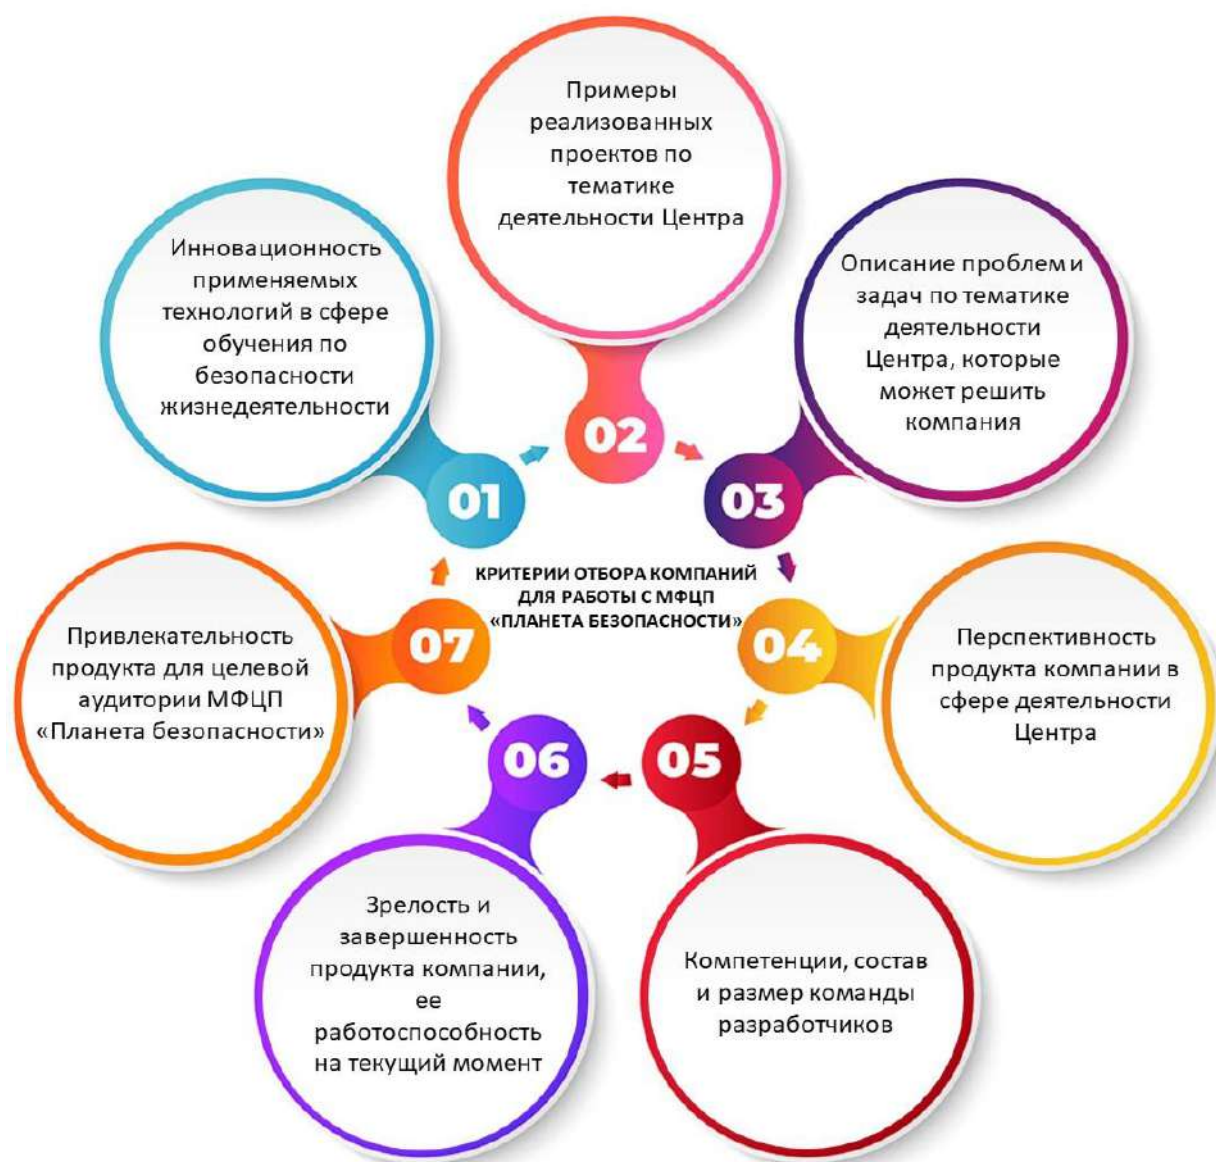 Инновационность
применяемых
технологий в сфере
обучения по
безопасности
жизнедеятельности
01
Примеры
реализованных
проектов по
тематике
деятельности Центра
02
Описание проблем и
задач по тематике
деятельности
Центра, которые
может решить
компания
03
КРИТЕРИИ ОТБОРА КОМПАНИЙ
ДЛЯ РАБОТЫ С МФЦП
«ПЛАНЕТА БЕЗОПАСНОСТИ»
04
Перспективность
продукта компании в
сфере деятельности
Центра
05
Компетенции, состав
и размер команды
разработчиков
06
Зрелость и
завершенность
продукта компании,
ее
работоспособность
на текущий момент
07
Привлекательность
продукта для целевой
аудитории МФЦП
«Планета безопасности»